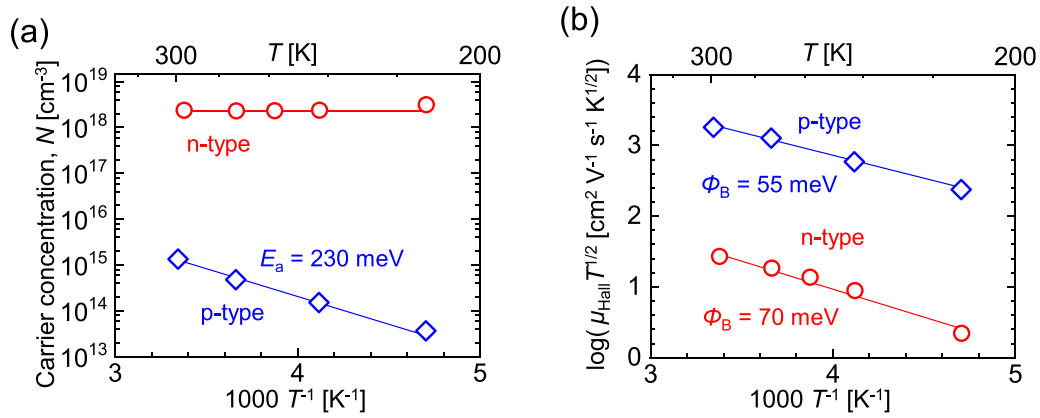 (a)
300 T [K] 200
10^19
10^18
10^17
10^16
10^15
10^14
10^13
Carrier concentration, N [cm^-3]
n-type
E_a = 230 meV
p-type
3 4 5
1000 T^-1 [K^-1]
(b)
300 T [K] 200
4
3
2
1
0
log( μ_Hall T^1/2 [cm^2 V^-1 s^-1 K^1/2])
p-type
Φ_B = 55 meV
n-type
Φ_B = 70 meV
3 4 5
1000 T^-1 [K^-1]